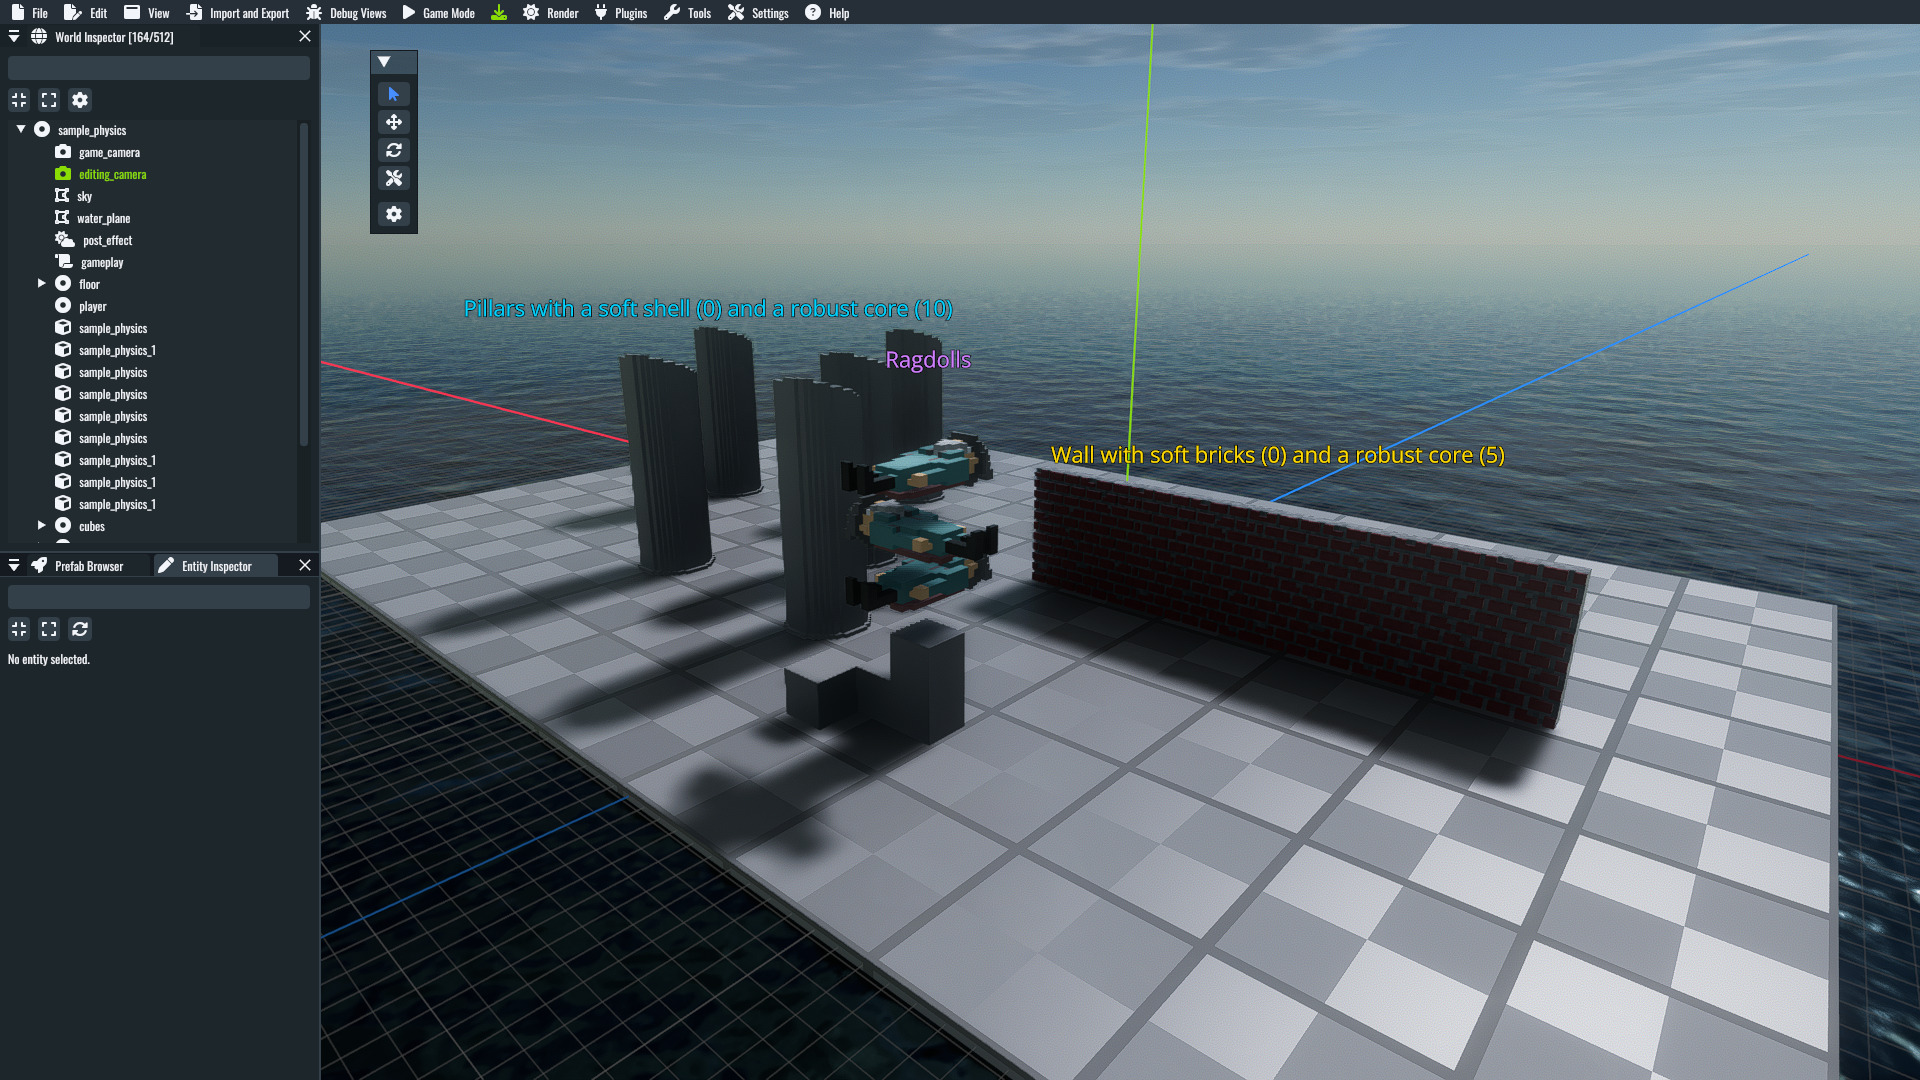 File Edit View Import and Export Debug Views Game Mode Render Plugins Tools Settings Help
World Inspector [164/512]
sample_physics
game_camera
editing_camera
sky
water_plane
post_effect
gameplay
floor
player
sample_physics
sample_physics_1
sample_physics
sample_physics
sample_physics
sample_physics
sample_physics_1
sample_physics_1
sample_physics_1
cubes
Prefab Browser Entity Inspector
No entity selected.
Pillars with a soft shell (0) and a robust core (10)
Ragdolls
Wall with soft bricks (0) and a robust core (5)